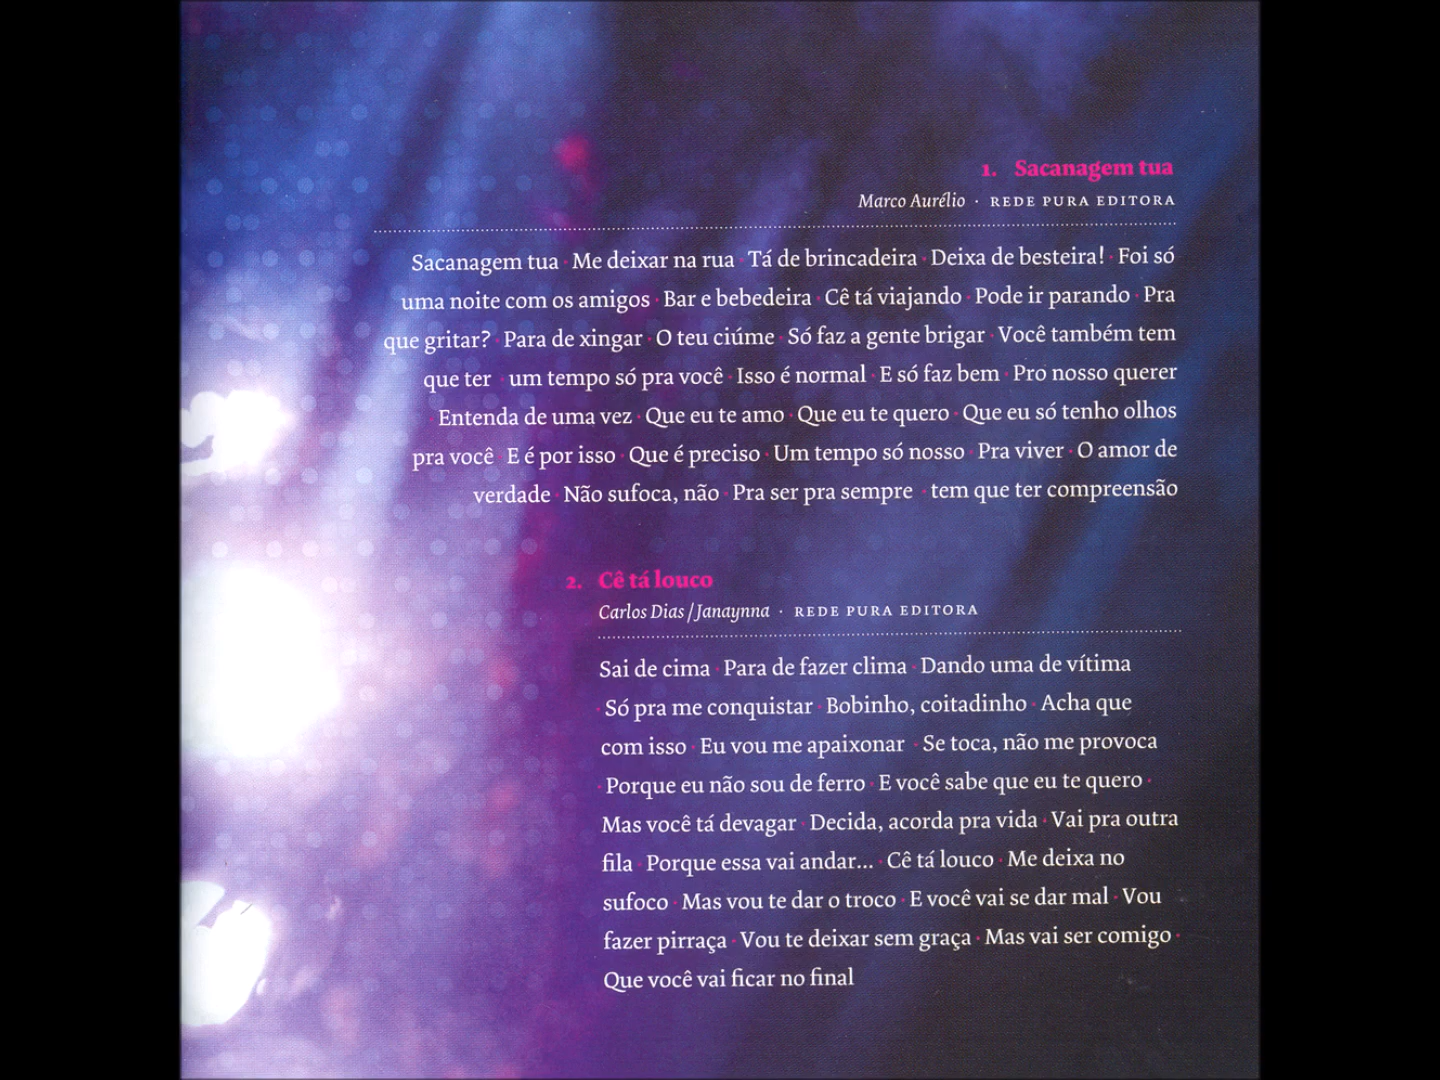 1. Sacanagem tua
Marco Aurélio · REDE PURA EDITORA
Sacanagem tua · Me deixar na rua · Tá de brincadeira · Deixa de besteira! · Foi só
uma noite com os amigos · Bar e bebedeira · Cê tá viajando · Pode ir parando · Pra
que gritar? · Para de xingar · O teu ciúme · Só faz a gente brigar · Você também tem
que ter · um tempo só pra você · Isso é normal · E só faz bem · Pro nosso querer
· Entenda de uma vez · Que eu te amo · Que eu te quero · Que eu só tenho olhos
pra você · E é por isso · Que é preciso · Um tempo só nosso · Pra viver · O amor de
verdade · Não sufoca, não · Pra ser pra sempre · tem que ter compreensão
2. Cê tá louco
Carlos Dias / Janaynna · REDE PURA EDITORA
Sai de cima · Para de fazer clima · Dando uma de vítima
· Só pra me conquistar · Bobinho, coitadinho · Acha que
com isso · Eu vou me apaixonar · Se toca, não me provoca
· Porque eu não sou de ferro · E você sabe que eu te quero ·
Mas você tá devagar · Decida, acorda pra vida · Vai pra outra
fila · Porque essa vai andar... · Cê tá louco · Me deixa no
sufoco · Mas vou te dar o troco · E você vai se dar mal · Vou
fazer pirraça · Vou te deixar sem graça · Mas vai ser comigo ·
Que você vai ficar no final